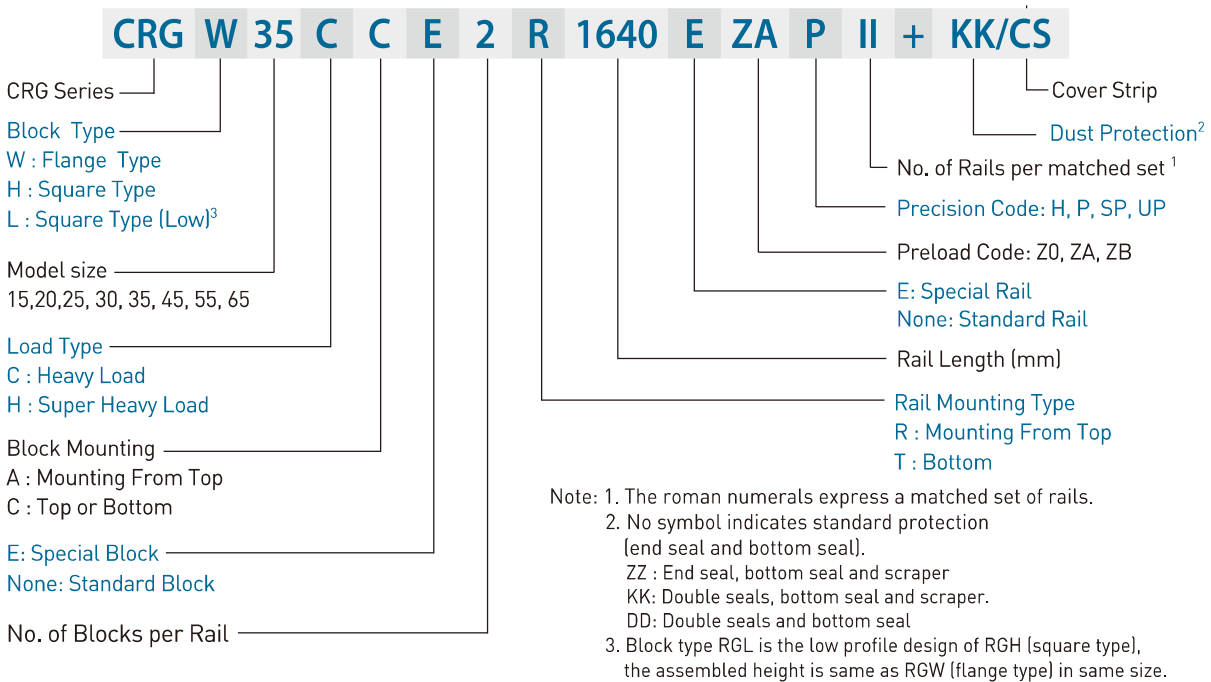 CRG W 35 C C E 2 R 1640 E ZA P II + KK/CS
CRG Series
Block Type
W : Flange Type
H : Square Type
L : Square Type (Low)3
Model size
15,20,25, 30, 35, 45, 55, 65
Load Type
C : Heavy Load
H : Super Heavy Load
Block Mounting
A : Mounting From Top
C : Top or Bottom
E: Special Block
None: Standard Block
No. of Blocks per Rail
Cover Strip
Dust Protection2
No. of Rails per matched set 1
Precision Code: H, P, SP, UP
Preload Code: Z0, ZA, ZB
E: Special Rail
None: Standard Rail
Rail Length (mm)
Rail Mounting Type
R : Mounting From Top
T : Bottom
Note: 1. The roman numerals express a matched set of rails.
2. No symbol indicates standard protection
(end seal and bottom seal).
ZZ : End seal, bottom seal and scraper
KK: Double seals, bottom seal and scraper.
DD: Double seals and bottom seal
3. Block type RGL is the low profile design of RGH (square type),
the assembled height is same as RGW (flange type) in same size.